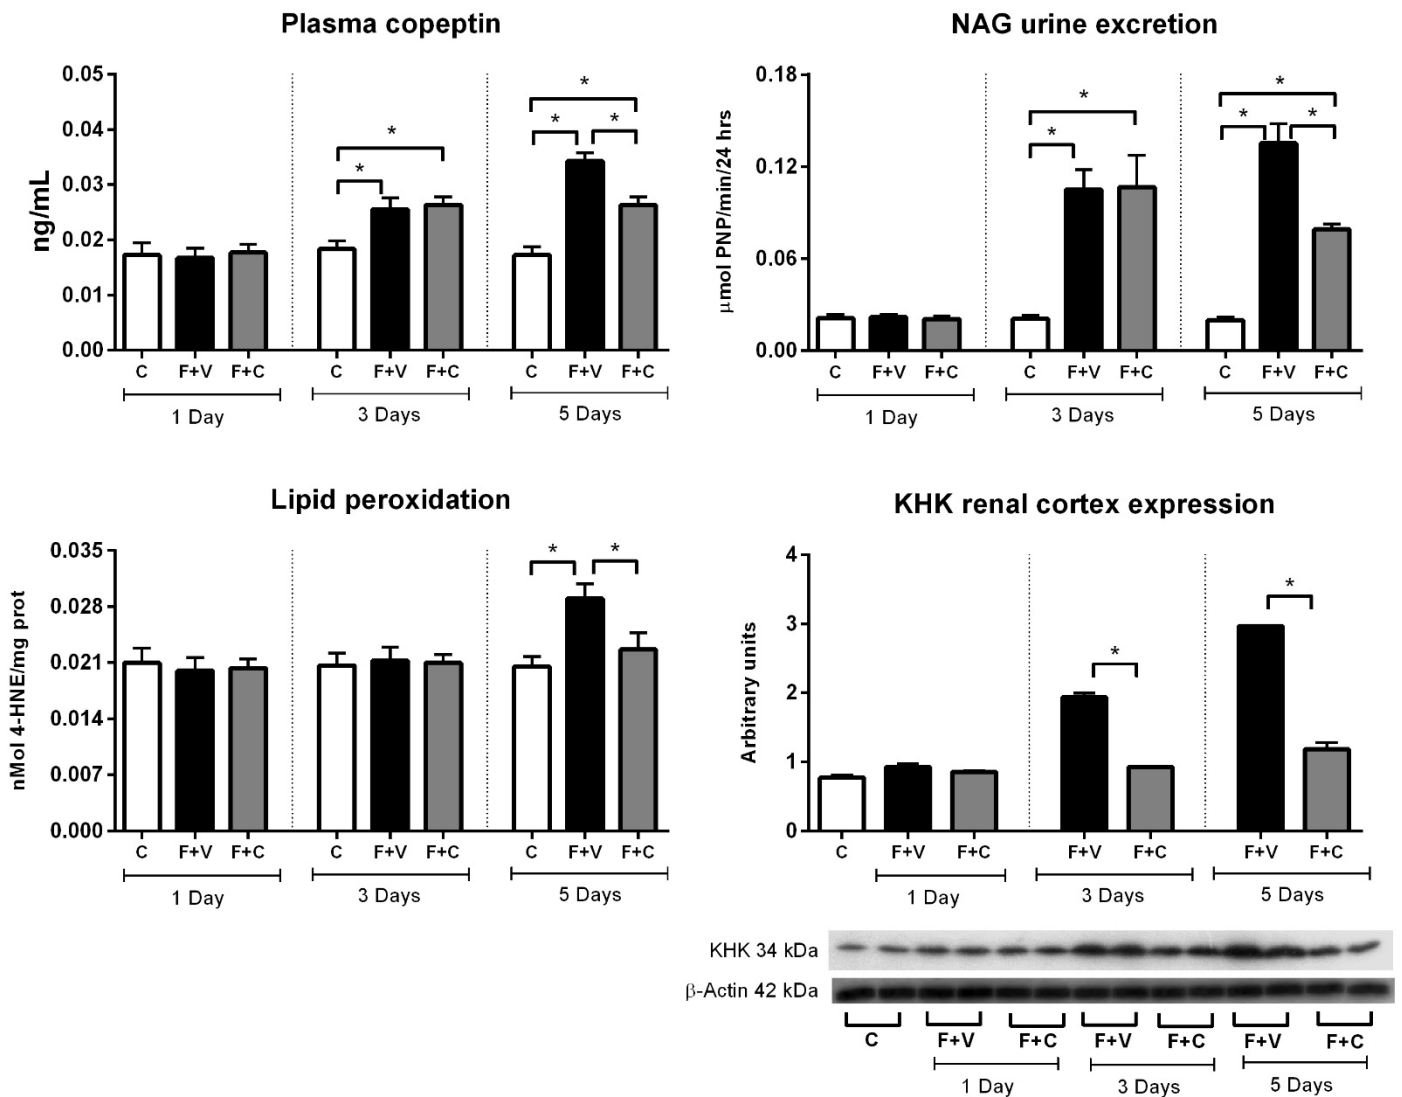 Plasma copeptin
ng/mL
0.05
0.04
0.03
0.02
0.01
0.00
* * * * *
C F+V F+C C F+V F+C C F+V F+C
1 Day 3 Days 5 Days
NAG urine excretion
μmol PNP/min/24 hrs
0.18
0.12
0.06
0.00
* * * * *
C F+V F+C C F+V F+C C F+V F+C
1 Day 3 Days 5 Days
Lipid peroxidation
nMol 4-HNE/mg prot
0.035
0.028
0.021
0.014
0.007
0.000
* *
C F+V F+C C F+V F+C C F+V F+C
1 Day 3 Days 5 Days
KHK renal cortex expression
Arbitrary units
4
3
2
1
0
* *
C F+V F+C F+V F+C F+V F+C
1 Day 3 Days 5 Days
KHK 34 kDa
β-Actin 42 kDa
C F+V F+C F+V F+C F+V F+C
1 Day 3 Days 5 Days